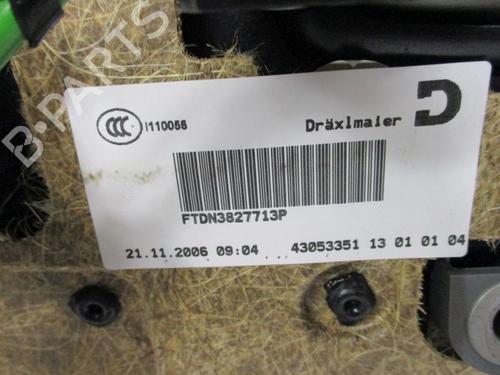 B-PARTS
CCC I110056
Dräxlmaier D
FTDN3827713P
21.11.2006 09:04 43053351 13 01 01 04